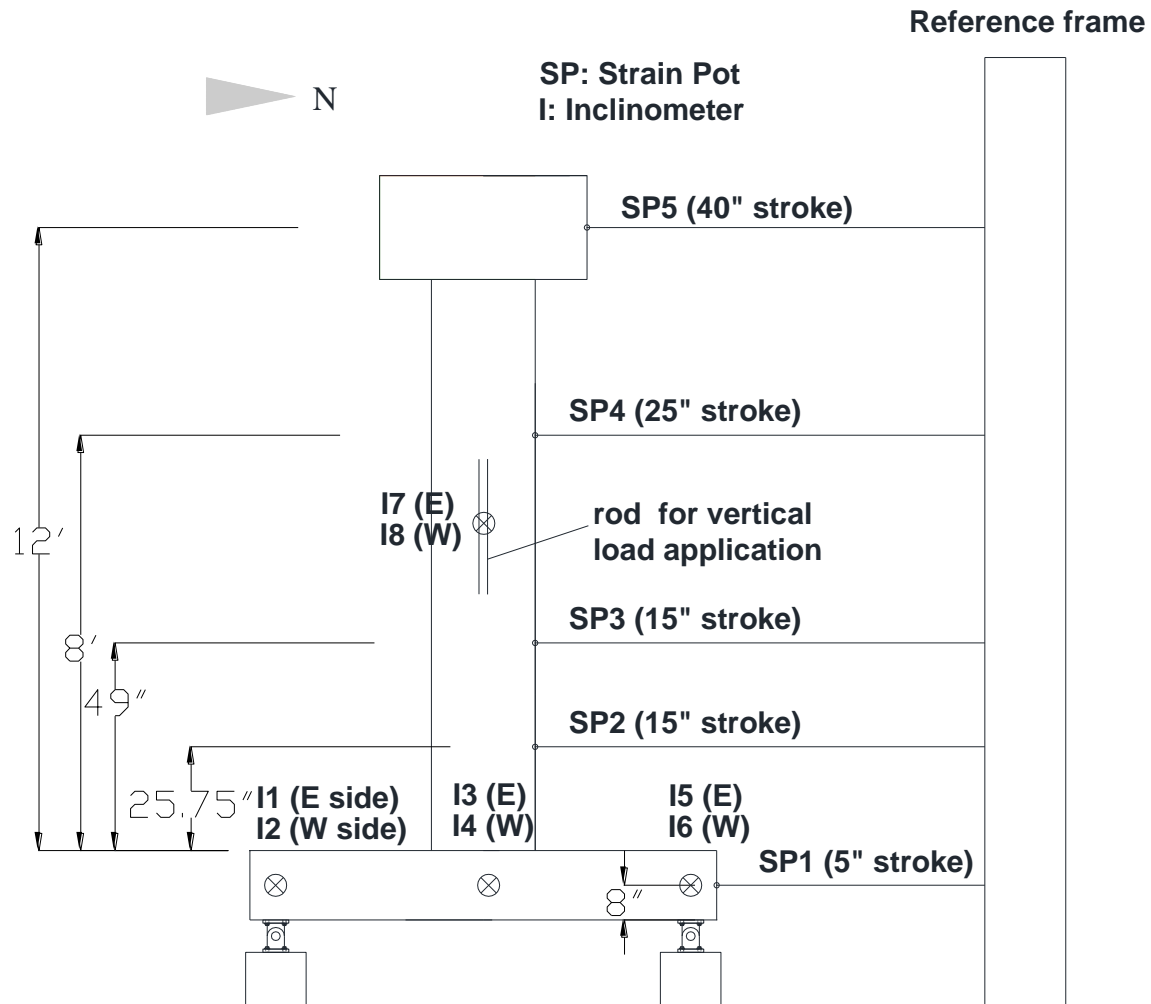 Reference frame
SP: Strain Pot
I: Inclinometer
N
SP5 (40" stroke)
SP4 (25" stroke)
I7 (E)
I8 (W)
rod for vertical
load application
12'
SP3 (15" stroke)
8'
49"
SP2 (15" stroke)
25.75"
I1 (E side)
I2 (W side)
I3 (E)
I4 (W)
I5 (E)
I6 (W)
SP1 (5" stroke)
8"